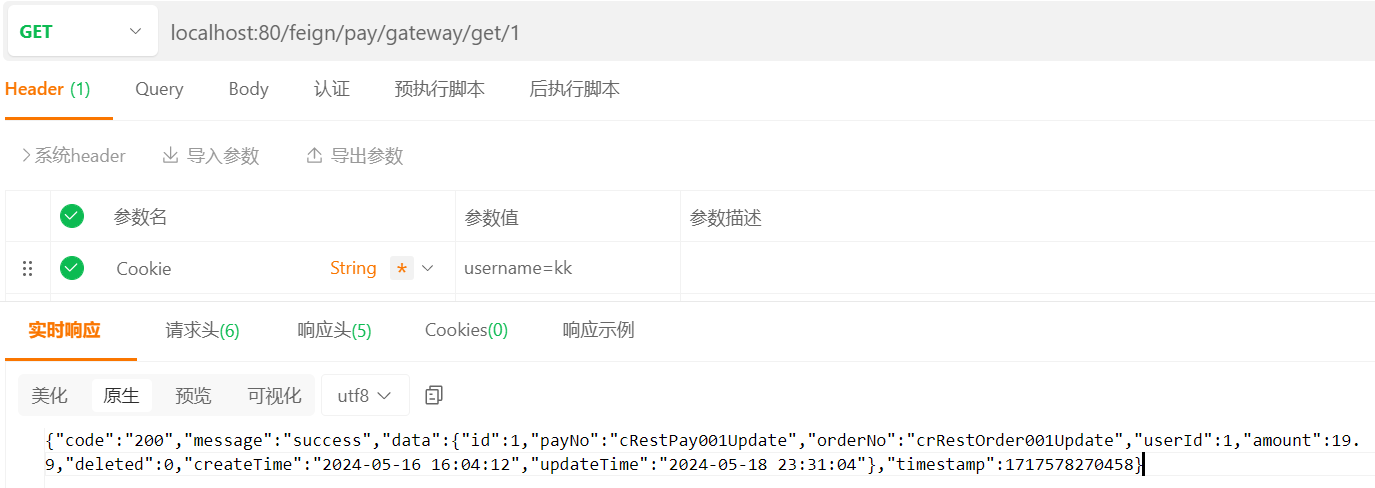 GET localhost:80/feign/pay/gateway/get/1
Header (1) Query Body 认证 预执行脚本 后执行脚本
系统header 导入参数 导出参数
参数名 参数值 参数描述
Cookie String * username=kk
实时响应 请求头(6) 响应头(5) Cookies(0) 响应示例
美化 原生 预览 可视化 utf8
{"code":"200","message":"success","data":{"id":1,"payNo":"cRestPay001Update","orderNo":"crRestOrder001Update","userId":1,"amount":19.
9,"deleted":0,"createTime":"2024-05-16 16:04:12","updateTime":"2024-05-18 23:31:04"},"timestamp":1717578270458}